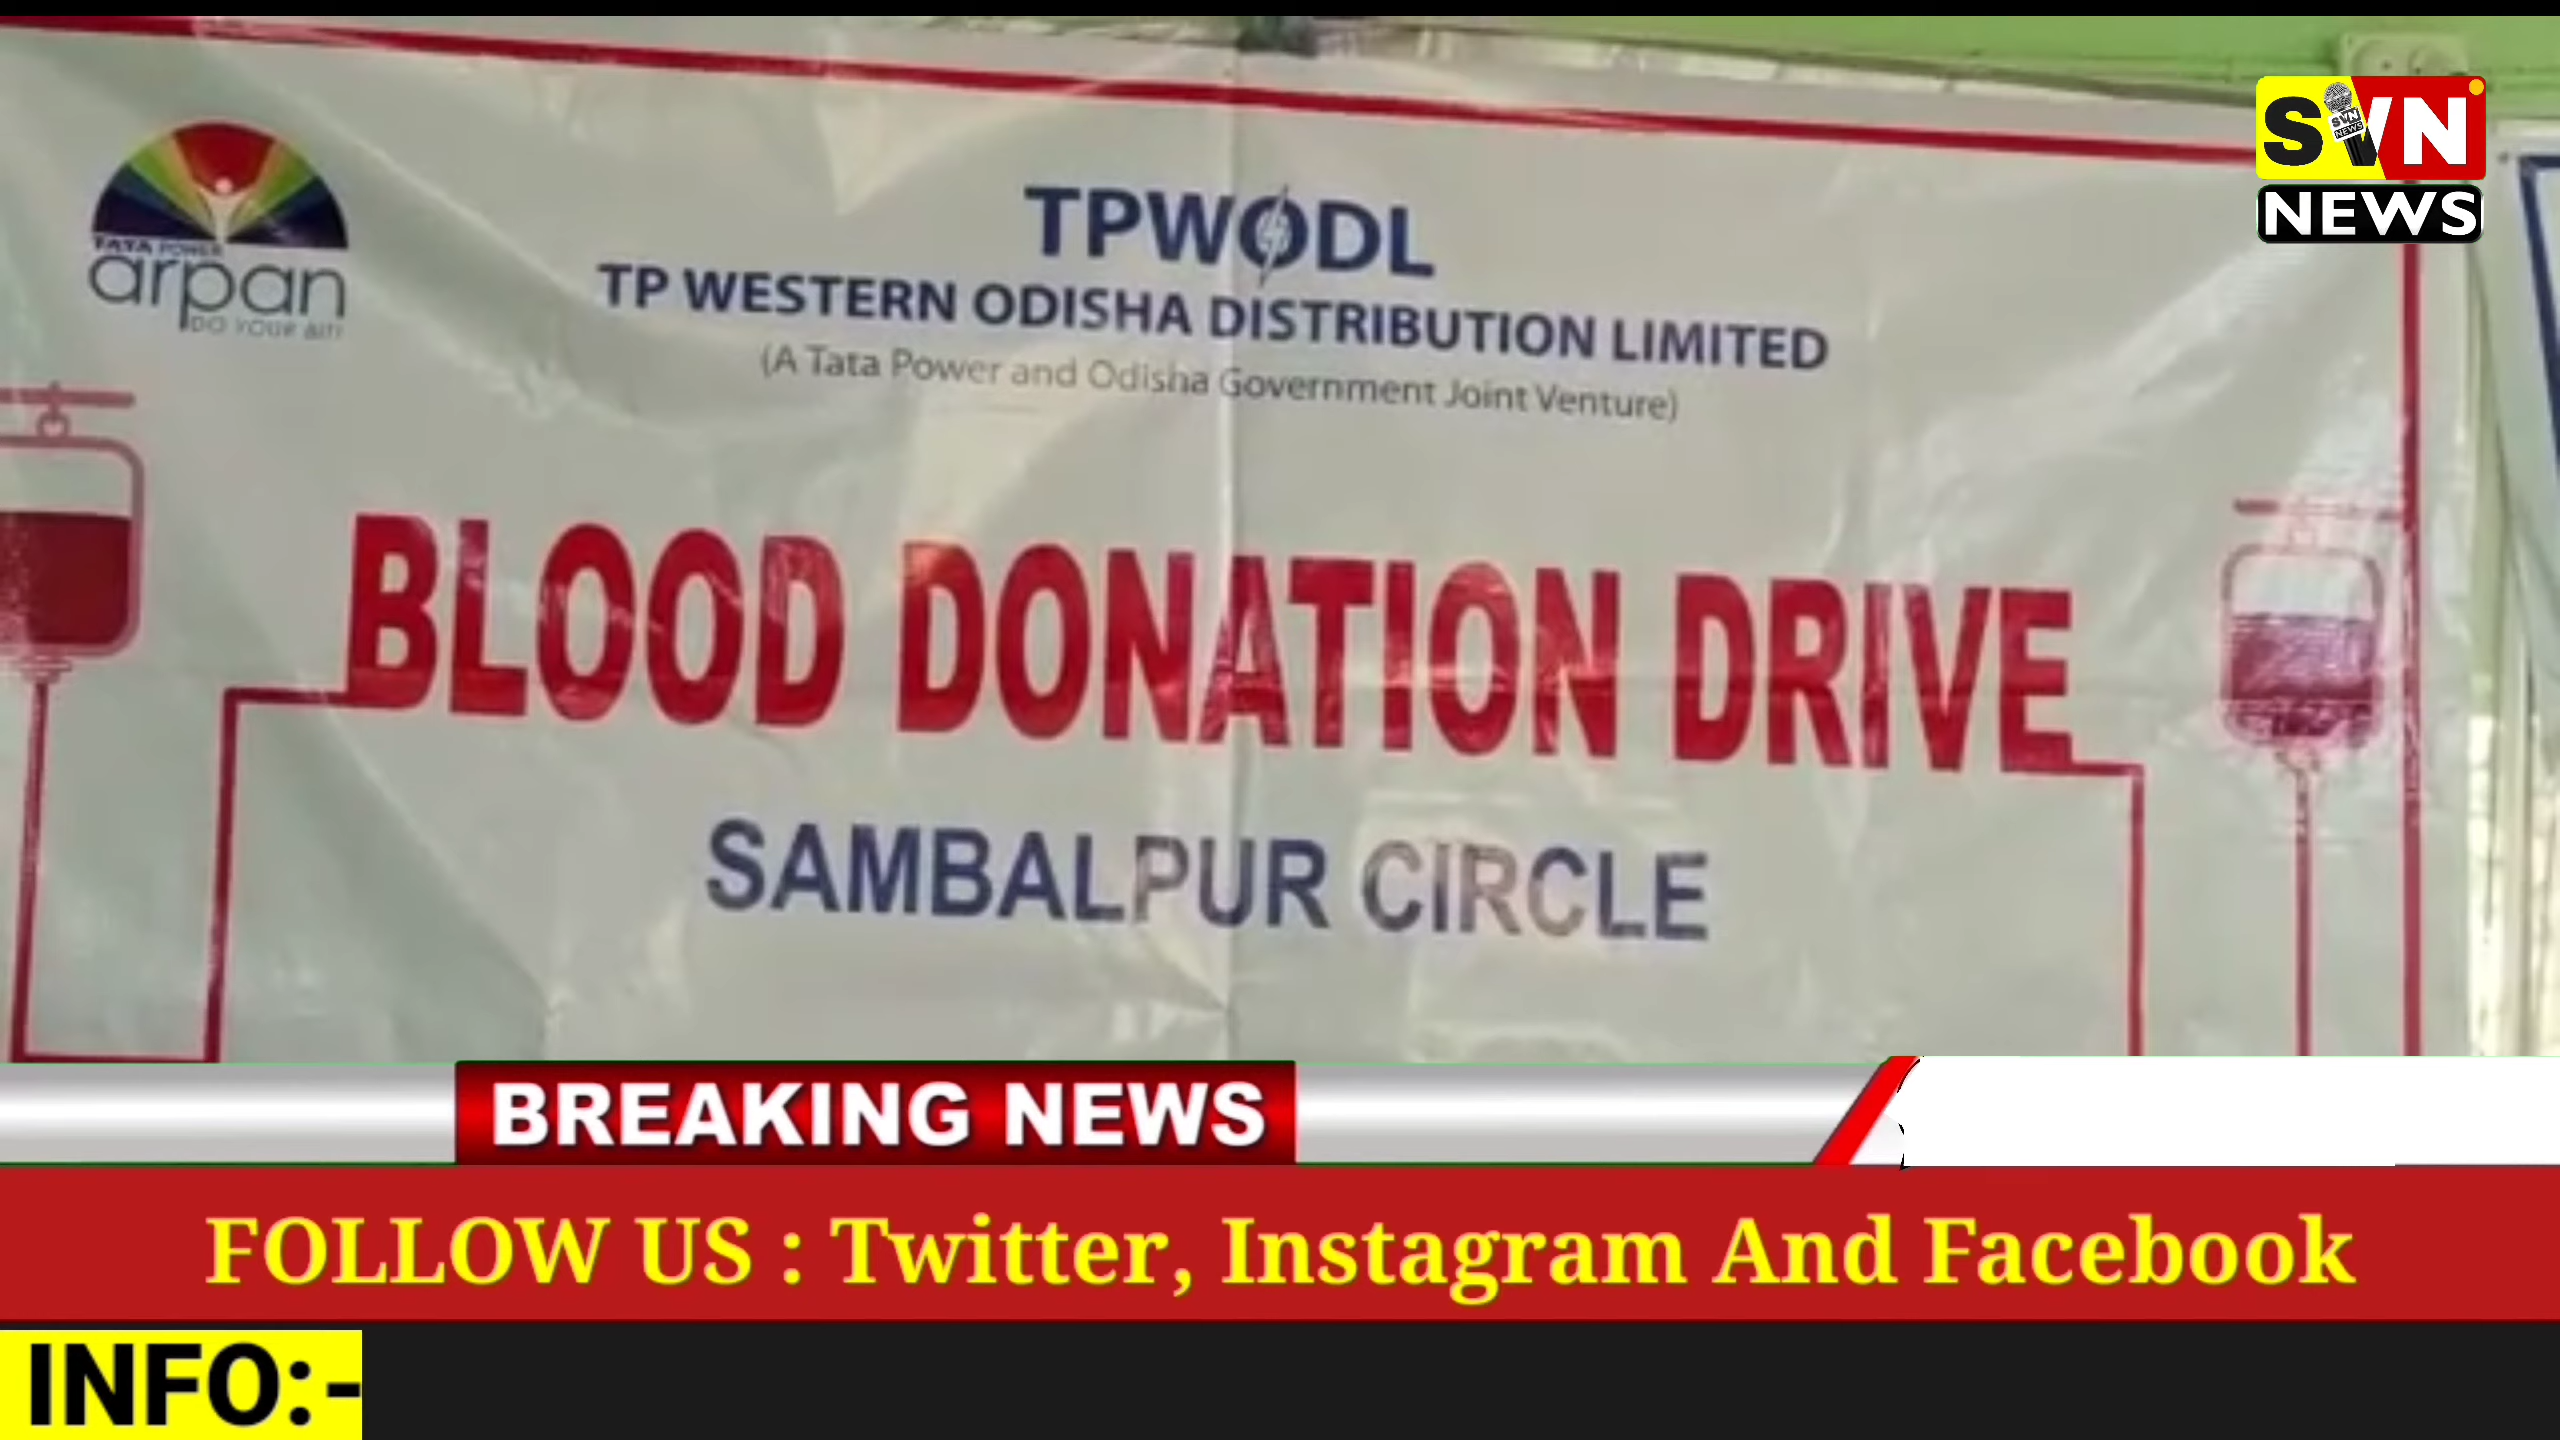 SVN
NEWS
TATA POWER
arpan
DO YOUR BIT!
TPWODL
TP WESTERN ODISHA DISTRIBUTION LIMITED
(A Tata Power and Odisha Government Joint Venture)
BLOOD DONATION DRIVE
SAMBALPUR CIRCLE
BREAKING NEWS
FOLLOW US : Twitter, Instagram And Facebook
INFO:-